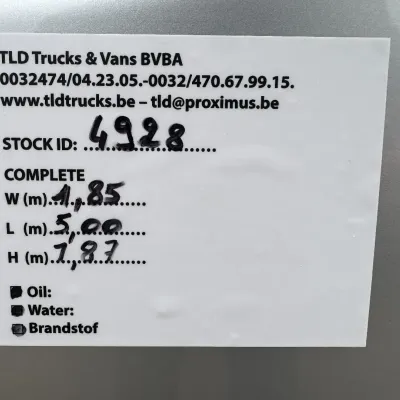 TLD Trucks & Vans BVBA
0032474/04.23.05.-0032/470.67.99.15.
www.tldtrucks.be – tld@proximus.be
STOCK ID: 4928
COMPLETE
W (m) 1,85
L (m) 5,00
H (m) 1,87
Oil:
Water:
Brandstof